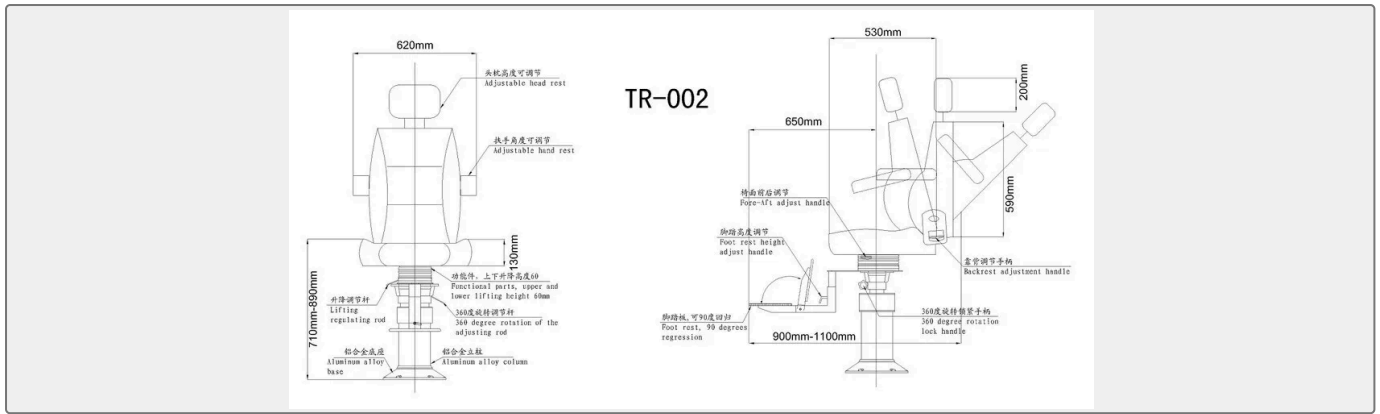 620mm
头枕高度可调节
Adjustable head rest
扶手角度可调节
Adjustable hand rest
130mm
710mm-890mm
功能件, 上下升降高度60
Functional parts, upper and
lower lifting height 60mm
升降调节杆
Lifting
regulating rod
360度旋转调节杆
360 degree rotation of the
adjusting rod
铝合金底座
Aluminum alloy
base
铝合金立柱
Aluminum alloy column
TR-002
530mm
200mm
650mm
590mm
椅面前后调节
Fore-Aft adjust handle
脚踏高度调节
Foot rest height
adjust handle
靠背调节手柄
Backrest adjustment handle
脚踏板,可90度回归
Foot rest, 90 degrees
regression
360度旋转锁紧手柄
360 degree rotation
lock handle
900mm-1100mm